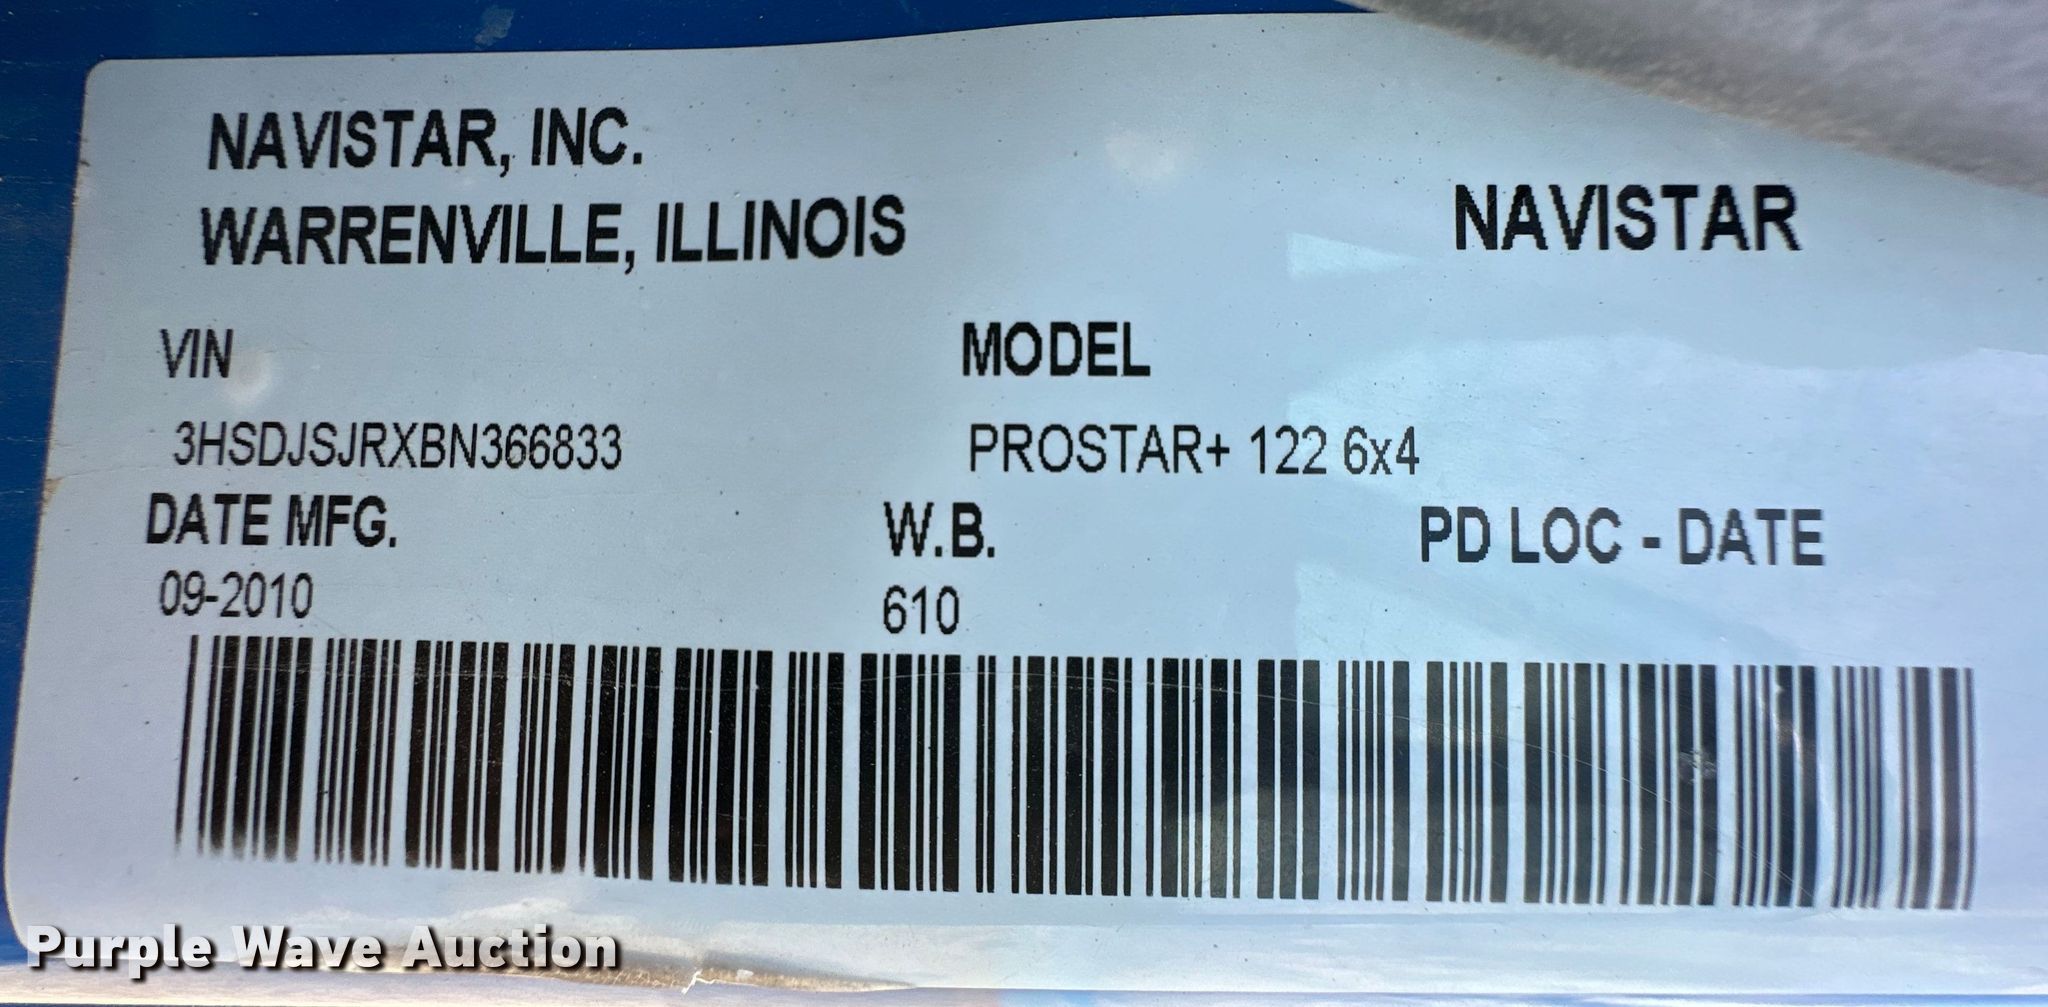 NAVISTAR, INC.
WARRENVILLE, ILLINOIS
NAVISTAR
VIN
MODEL
3HSDJSJRXBN366833
PROSTAR+ 122 6x4
DATE MFG.
W.B.
PD LOC - DATE
09-2010
610
Purple Wave Auction